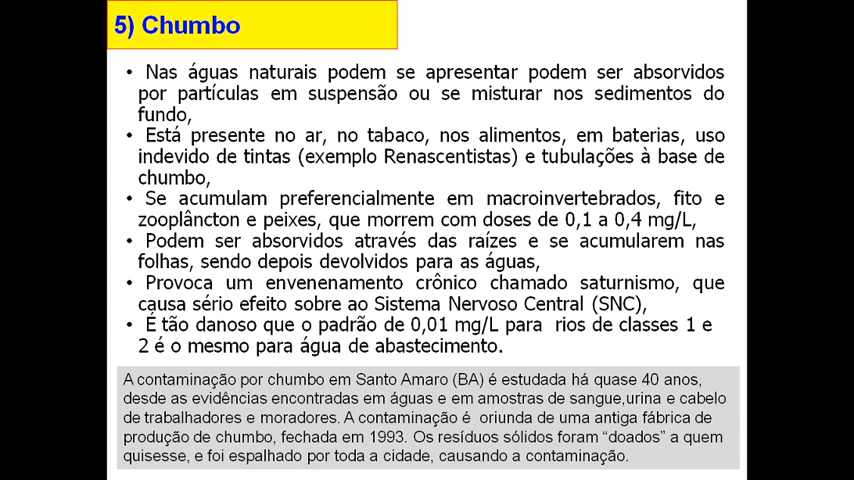 5) Chumbo
• Nas águas naturais podem se apresentar podem ser absorvidos
por partículas em suspensão ou se misturar nos sedimentos do
fundo,
• Está presente no ar, no tabaco, nos alimentos, em baterias, uso
indevido de tintas (exemplo Renascentistas) e tubulações à base de
chumbo,
• Se acumulam preferencialmente em macroinvertebrados, fito e
zooplâncton e peixes, que morrem com doses de 0,1 a 0,4 mg/L,
• Podem ser absorvidos através das raízes e se acumularem nas
folhas, sendo depois devolvidos para as águas,
• Provoca um envenenamento crônico chamado saturnismo, que
causa sério efeito sobre ao Sistema Nervoso Central (SNC),
• É tão danoso que o padrão de 0,01 mg/L para rios de classes 1 e
2 é o mesmo para água de abastecimento.
A contaminação por chumbo em Santo Amaro (BA) é estudada há quase 40 anos,
desde as evidências encontradas em águas e em amostras de sangue,urina e cabelo
de trabalhadores e moradores. A contaminação é oriunda de uma antiga fábrica de
produção de chumbo, fechada em 1993. Os resíduos sólidos foram “doados” a quem
quisesse, e foi espalhado por toda a cidade, causando a contaminação.